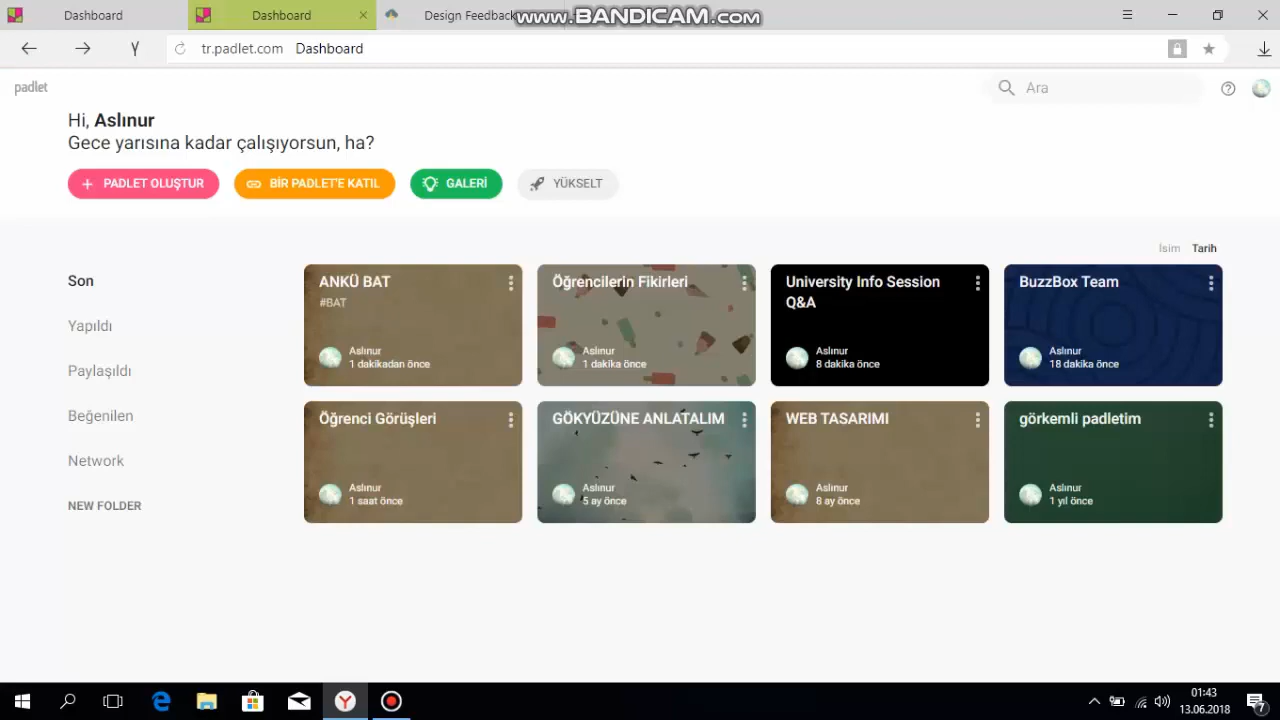 Dashboard
Dashboard
Design Feedback
www.BANDICAM.com
tr.padlet.com Dashboard
padlet
Ara
Hi, Aslınur
Gece yarısına kadar çalışıyorsun, ha?
+ PADLET OLUŞTUR
BİR PADLET'E KATIL
GALERİ
YÜKSELT
İsim Tarih
Son
Yapıldı
Paylaşıldı
Beğenilen
Network
NEW FOLDER
ANKÜ BAT
#BAT
Aslınur
1 dakikadan önce
Öğrencilerin Fikirleri
Aslınur
1 dakika önce
University Info Session
Q&A
Aslınur
8 dakika önce
BuzzBox Team
Aslınur
18 dakika önce
Öğrenci Görüşleri
Aslınur
1 saat önce
GÖKYÜZÜNE ANLATALIM
Aslınur
5 ay önce
WEB TASARIMI
Aslınur
8 ay önce
görkemli padletim
Aslınur
1 yıl önce
01:43
13.06.2018
7